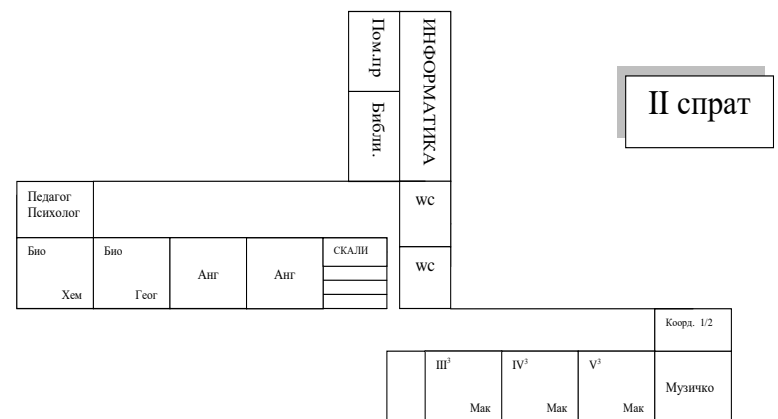 Пом.пр
ИНФОРМАТИКА
Библи.
II спрат
Педагог
Психолог
wc
Био
Хем
Био
Геог
Анг
Анг
СКАЛИ
wc
Коорд. 1/2
III³
Мак
IV³
Мак
V³
Мак
Музичко